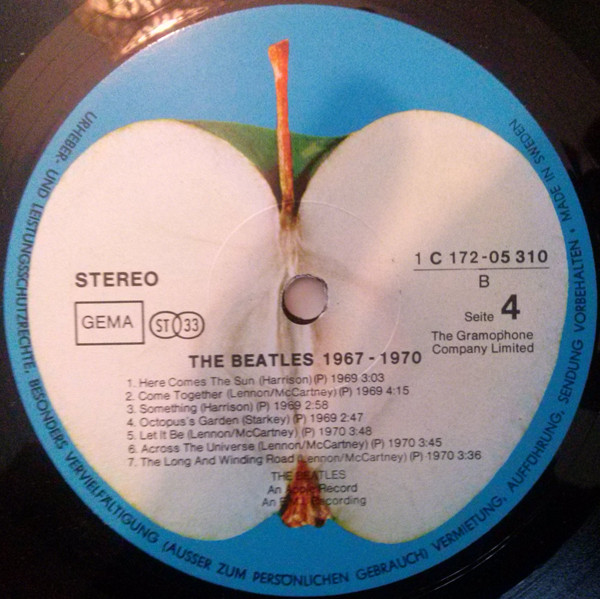 URHEBER- UND LEISTUNGSSCHUTZRECHTE, BESONDERS VERVIELFÄLTIGUNG (AUSSER ZUM PERSÖNLICHEN GEBRAUCH) VERMIETUNG, AUFFÜHRUNG, SENDUNG VORBEHALTEN • MADE IN SWEDEN
STEREO
GEMA
ST 33
1 C 172-05 310
B
Seite 4
The Gramophone
Company Limited
THE BEATLES 1967 - 1970
1. Here Comes The Sun (Harrison) (P) 1969 3:03
2. Come Together (Lennon/McCartney) (P) 1969 4:15
3. Something (Harrison) (P) 1969 2:58
4. Octopus's Garden (Starkey) (P) 1969 2:47
5. Let It Be (Lennon/McCartney) (P) 1970 3:48
6. Across The Universe (Lennon/McCartney) (P) 1970 3:45
7. The Long And Winding Road (Lennon/McCartney) (P) 1970 3:36
THE BEATLES
An Apple Record
An EMI Recording